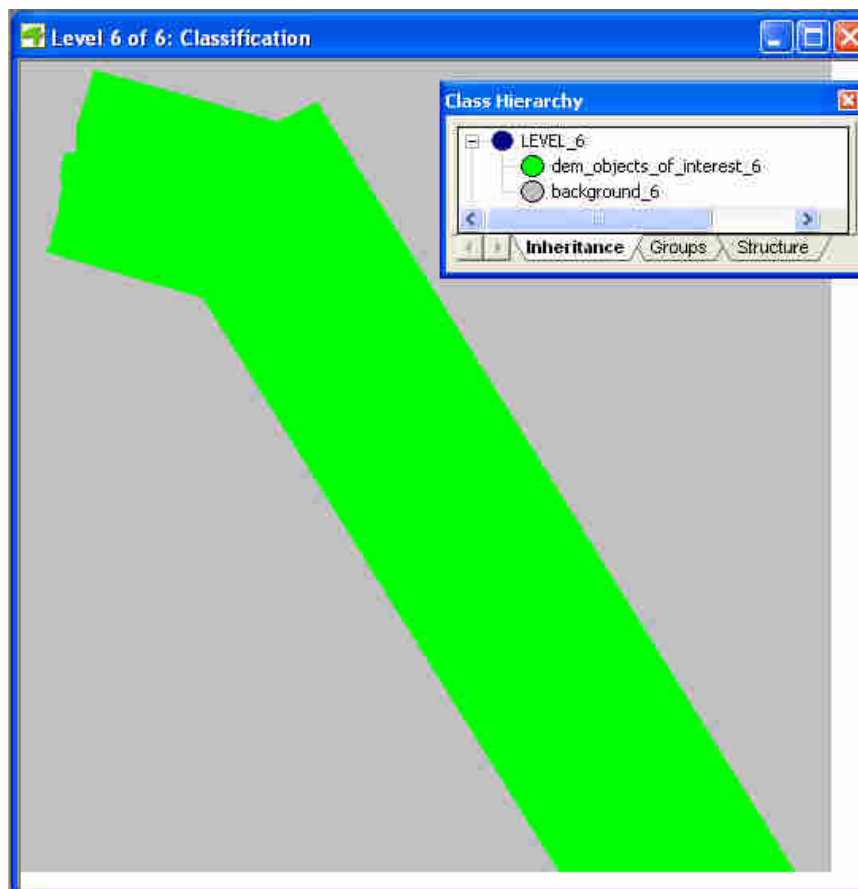 Level 6 of 6: Classification
Class Hierarchy
LEVEL_6
dem_objects_of_interest_6
background_6
Inheritance Groups Structure